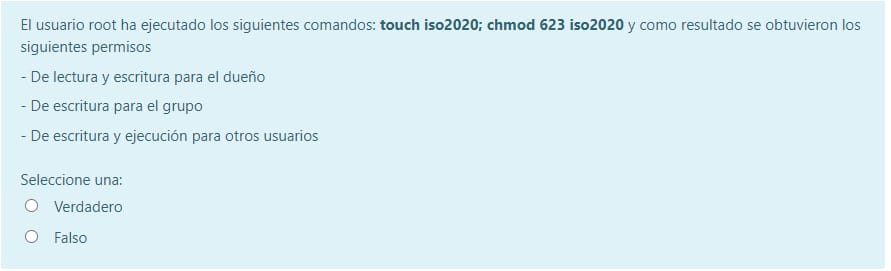 El usuario root ha ejecutado los siguientes comandos: touch iso2020; chmod 623 iso2020 y como resultado se obtuvieron los
siguientes permisos
- De lectura y escritura para el dueño
- De escritura para el grupo
- De escritura y ejecución para otros usuarios
Seleccione una:
Verdadero
Falso